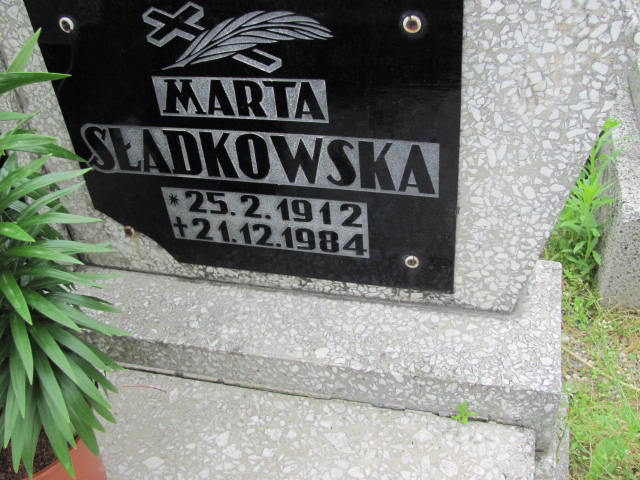 MARTA
SŁADKOWSKA
* 25. 2. 1912
+ 21. 12. 1984